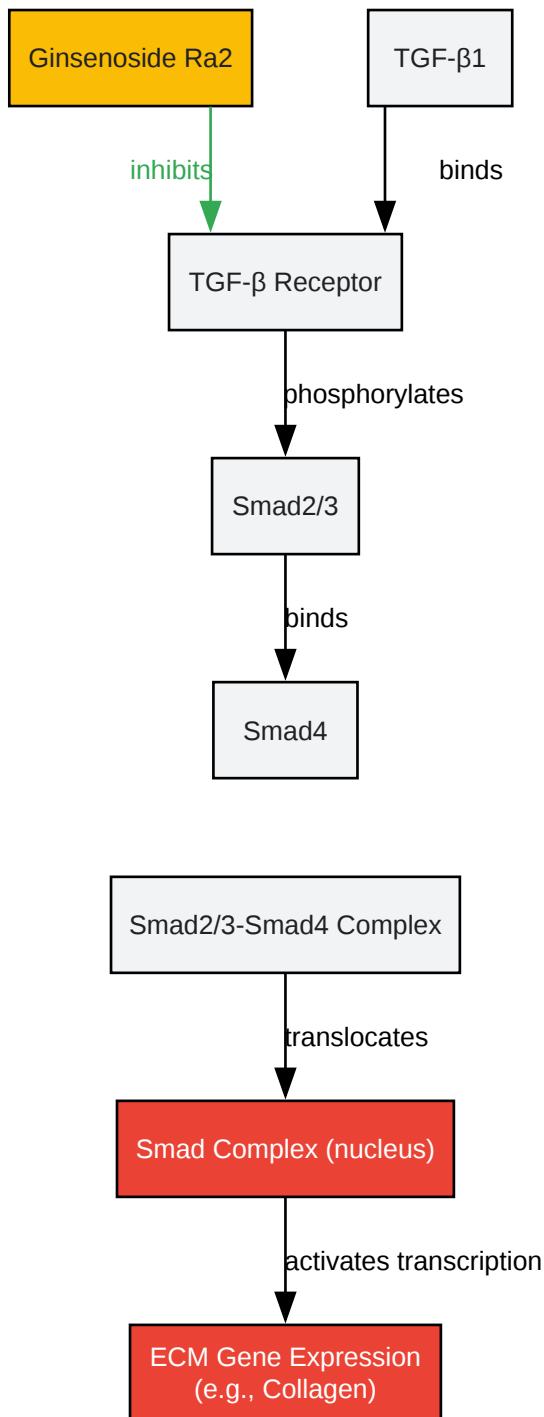 Ginsenoside Ra2
TGF-β1
inhibits
binds
TGF-β Receptor
phosphorylates
Smad2/3
binds
Smad4
Smad2/3-Smad4 Complex
translocates
Smad Complex (nucleus)
activates transcription
ECM Gene Expression
(e.g., Collagen)